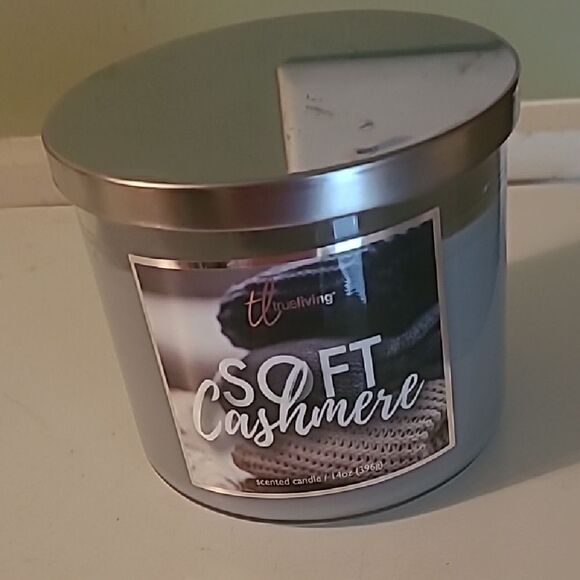 tl trueliving®
SOFT
Cashmere
scented candle / 14oz (396g)